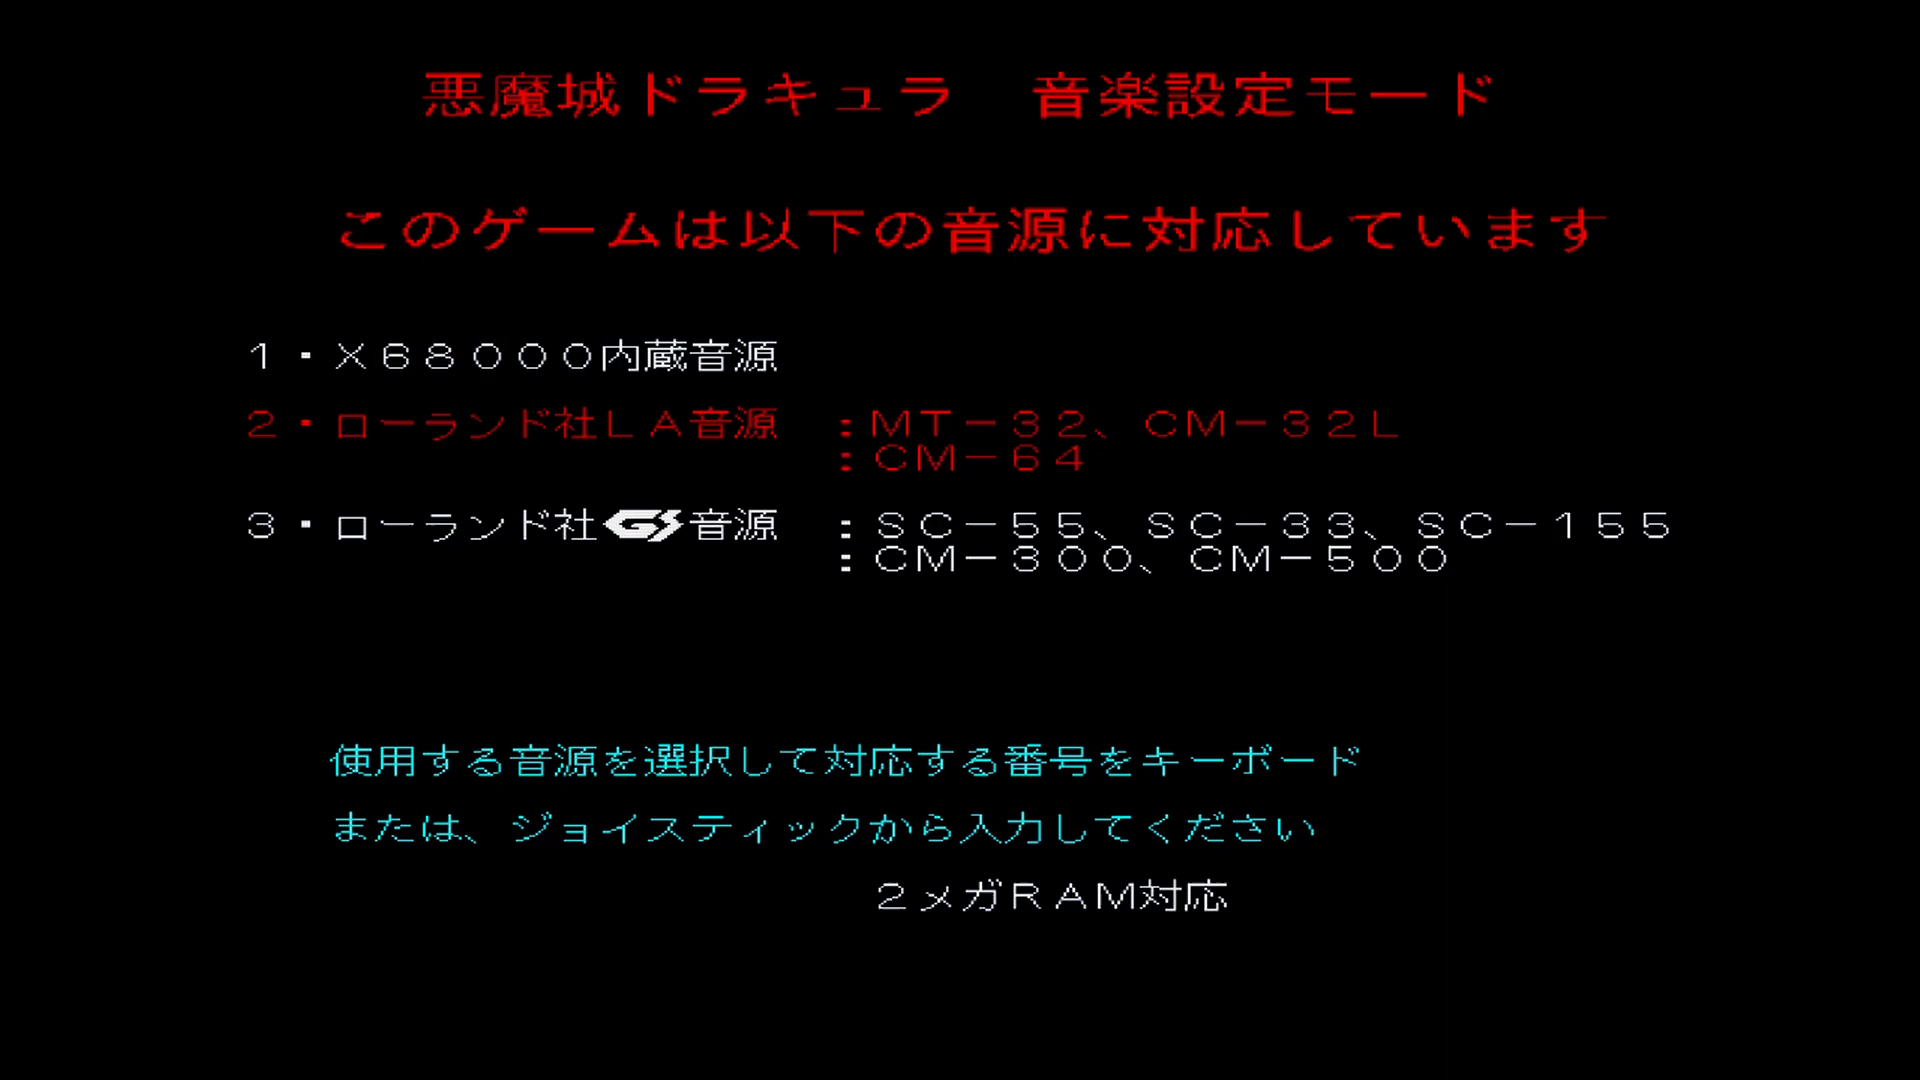 悪魔城ドラキュラ　音楽設定モード
このゲームは以下の音源に対応しています
１・Ｘ６８０００内蔵音源
２・ローランド社ＬＡ音源　：ＭＴ－３２、ＣＭ－３２Ｌ
：ＣＭ－６４
３・ローランド社GS音源　：ＳＣ－５５、ＳＣ－３３、ＳＣ－１５５
：ＣＭ－３００、ＣＭ－５００
使用する音源を選択して対応する番号をキーボード
または、ジョイスティックから入力してください
２メガＲＡＭ対応